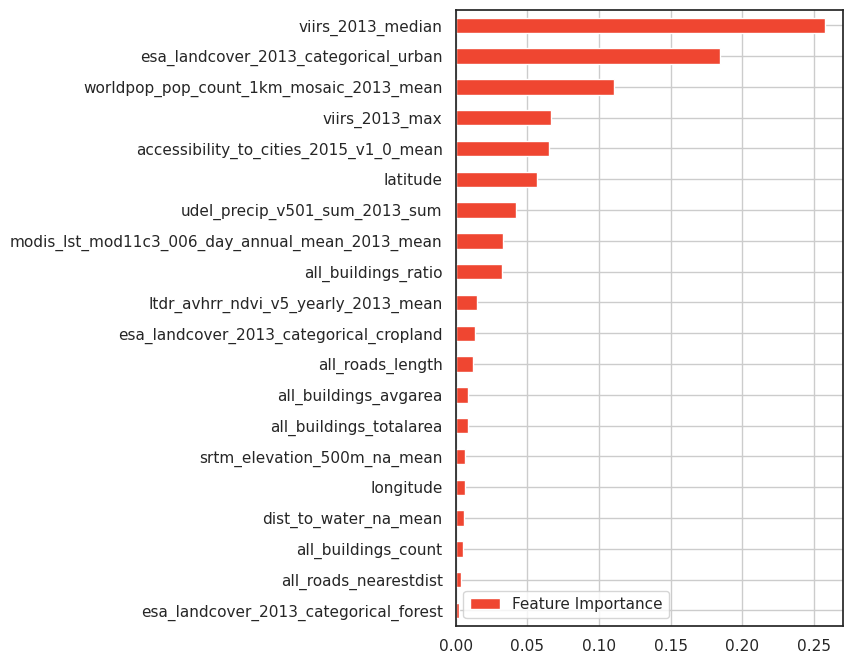 viirs_2013_median
esa_landcover_2013_categorical_urban
worldpop_pop_count_1km_mosaic_2013_mean
viirs_2013_max
accessibility_to_cities_2015_v1_0_mean
latitude
udel_precip_v501_sum_2013_sum
modis_lst_mod11c3_006_day_annual_mean_2013_mean
all_buildings_ratio
ltdr_avhrr_ndvi_v5_yearly_2013_mean
esa_landcover_2013_categorical_cropland
all_roads_length
all_buildings_avgarea
all_buildings_totalarea
srtm_elevation_500m_na_mean
longitude
dist_to_water_na_mean
all_buildings_count
all_roads_nearestdist
esa_landcover_2013_categorical_forest
Feature Importance
0.00 0.05 0.10 0.15 0.20 0.25